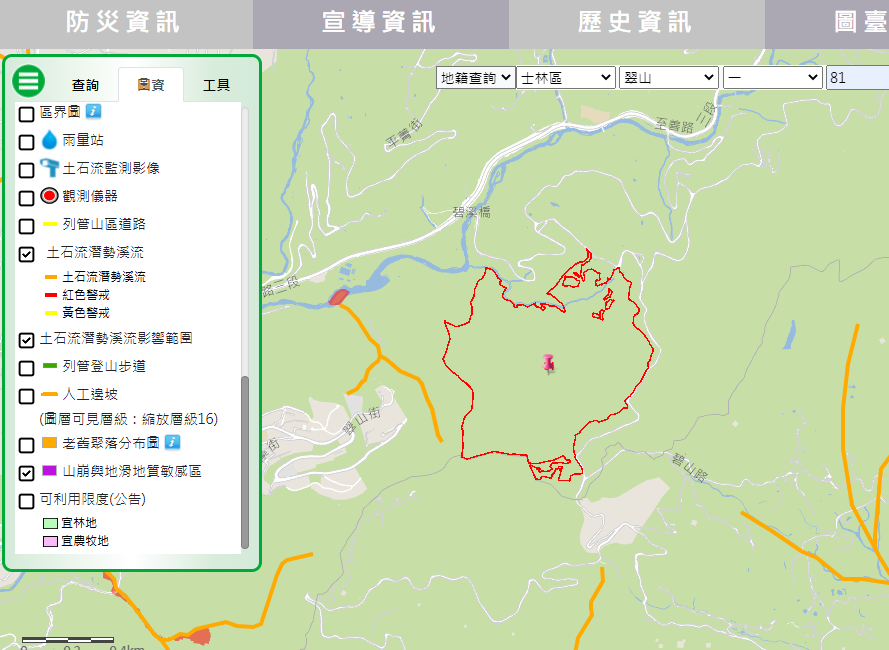 防災資訊
宣導資訊
歷史資訊
圖臺
查詢
圖資
工具
地籍查詢
士林區
翠山
一
81
區界圖
雨量站
土石流監測影像
觀測儀器
列管山區道路
土石流潛勢溪流
土石流潛勢溪流
紅色警戒
黃色警戒
土石流潛勢溪流影響範圍
列管登山步道
人工邊坡
(圖層可見層級：縮放層級16)
老舊聚落分布圖
山崩與地滑地質敏感區
可利用限度(公告)
宜林地
宜農牧地
平菁街
至善路三段
碧溪橋
路三段
翠山街
碧山路
0 0.2 0.4km